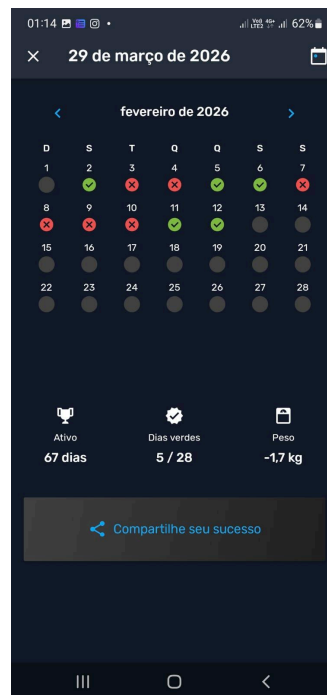 01:14 62%
29 de março de 2026
fevereiro de 2026
D S T Q Q S S
1 2 3 4 5 6 7
8 9 10 11 12 13 14
15 16 17 18 19 20 21
22 23 24 25 26 27 28
Ativo Dias verdes Peso
67 dias 5 / 28 -1,7 kg
Compartilhe seu sucesso